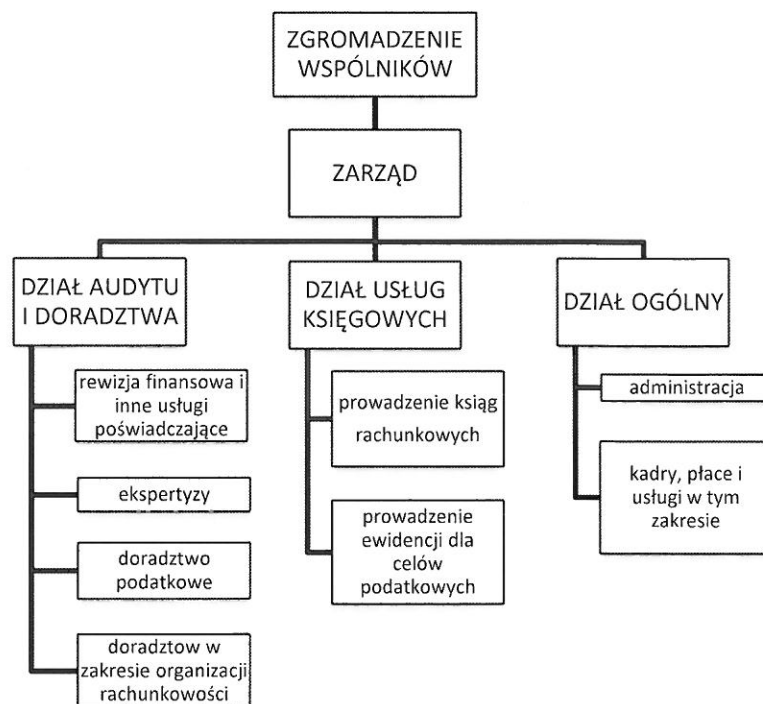 ZGROMADZENIE
WSPÓLNIKÓW
ZARZĄD
DZIAŁ AUDYTU
I DORADZTWA
rewizja finansowa i
inne usługi
poświadczające
ekspertyzy
doradztwo
podatkowe
doradztow w
zakresie organizacji
rachunkowości
DZIAŁ USŁUG
KSIĘGOWYCH
prowadzenie ksiąg
rachunkowych
prowadzenie
ewidencji dla
celów
podatkowych
DZIAŁ OGÓLNY
administracja
kadry, płace i
usługi w tym
zakresie